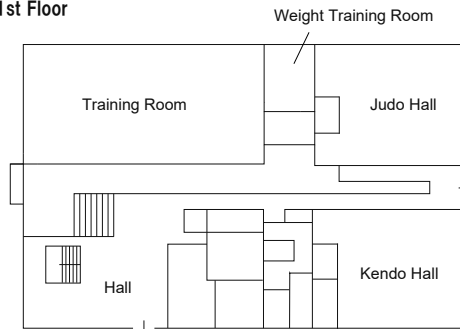 1st Floor
Weight Training Room
Training Room
Judo Hall
Hall
Kendo Hall